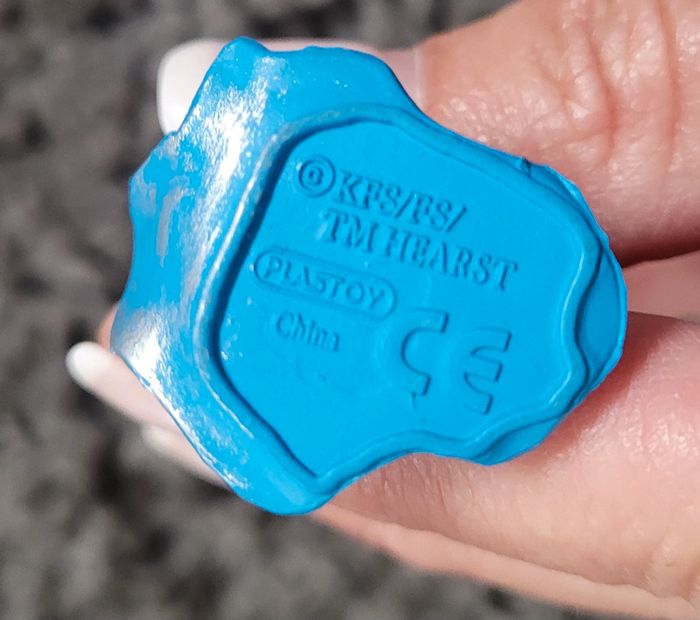 © KFS/FS/
TM HEARST
PLASTOY
China
CE